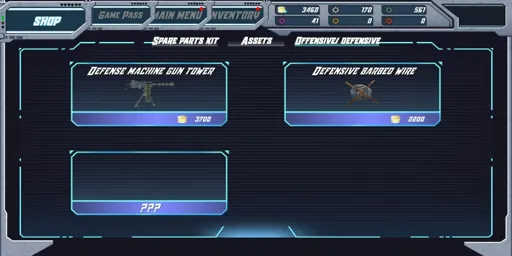 SHOP
GAME PASS
MAIN MENU
INVENTORY
3460
170
561
41
0
0
SPARE PARTS KIT
ASSETS
OFFENSIVE/ DEFENSIVE
DEFENSE MACHINE GUN TOWER
DEFENSIVE BARBED WIRE
3700
2200
???